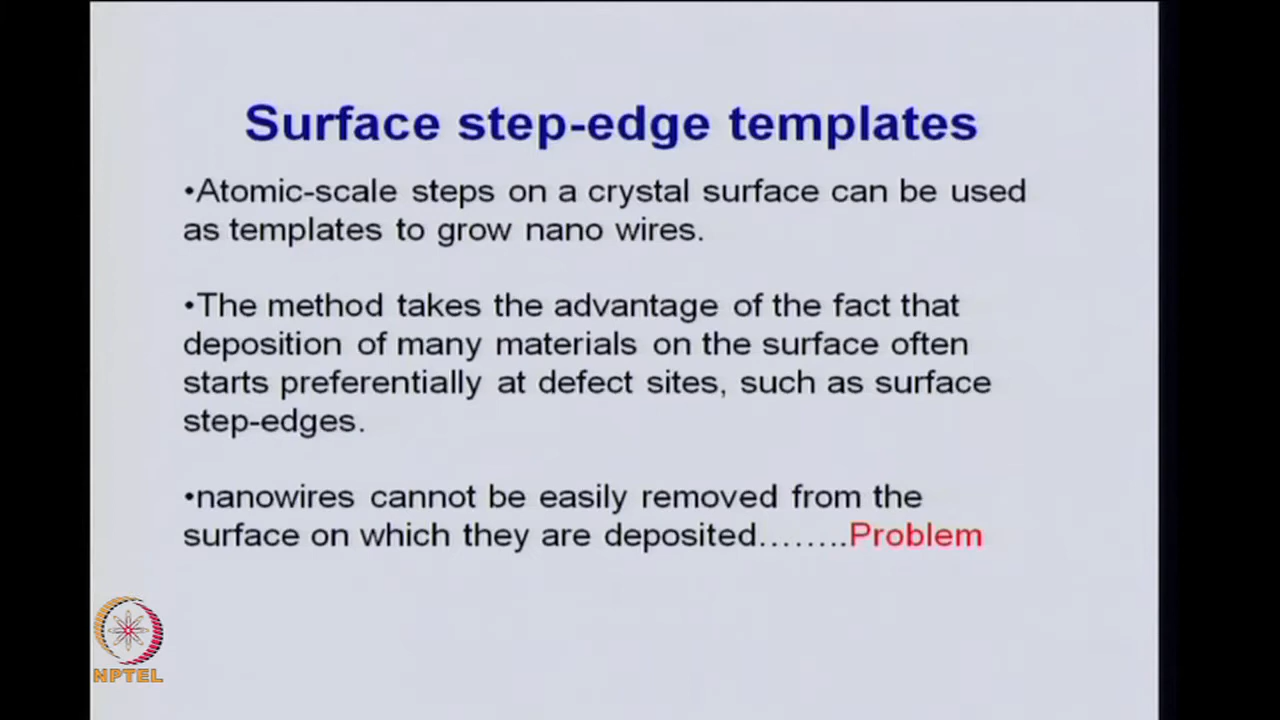 Surface step-edge templates
•Atomic-scale steps on a crystal surface can be used
as templates to grow nano wires.
•The method takes the advantage of the fact that
deposition of many materials on the surface often
starts preferentially at defect sites, such as surface
step-edges.
•nanowires cannot be easily removed from the
surface on which they are deposited……..Problem
NPTEL